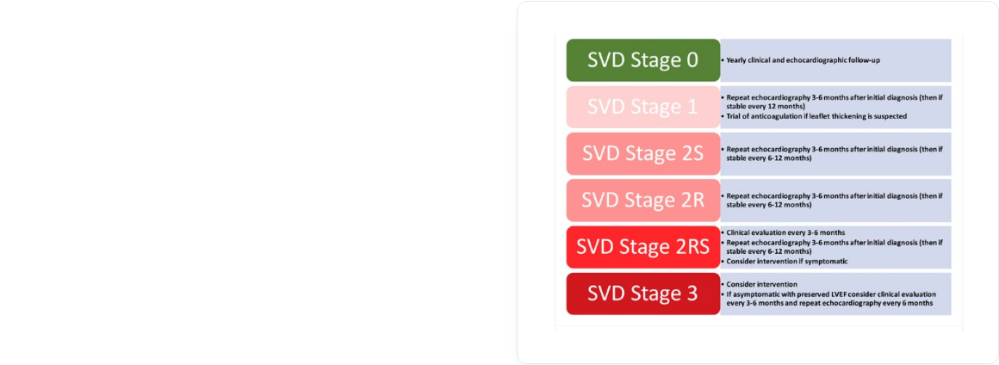 SVD Stage 0
• Yearly clinical and echocardiographic follow-up
SVD Stage 1
• Repeat echocardiography 3-6 months after initial diagnosis (then if
stable every 12 months)
• Trial of anticoagulation if leaflet thickening is suspected
SVD Stage 2S
• Repeat echocardiography 3-6 months after initial diagnosis (then if
stable every 6-12 months)
SVD Stage 2R
• Repeat echocardiography 3-6 months after initial diagnosis (then if
stable every 6-12 months)
SVD Stage 2RS
• Clinical evaluation every 3-6 months
• Repeat echocardiography 3-6 months after initial diagnosis (then if
stable every 6-12 months)
• Consider intervention if symptomatic
SVD Stage 3
• Consider intervention
• If asymptomatic with preserved LVEF consider clinical evaluation
every 3-6 months and repeat echocardiography every 6 months